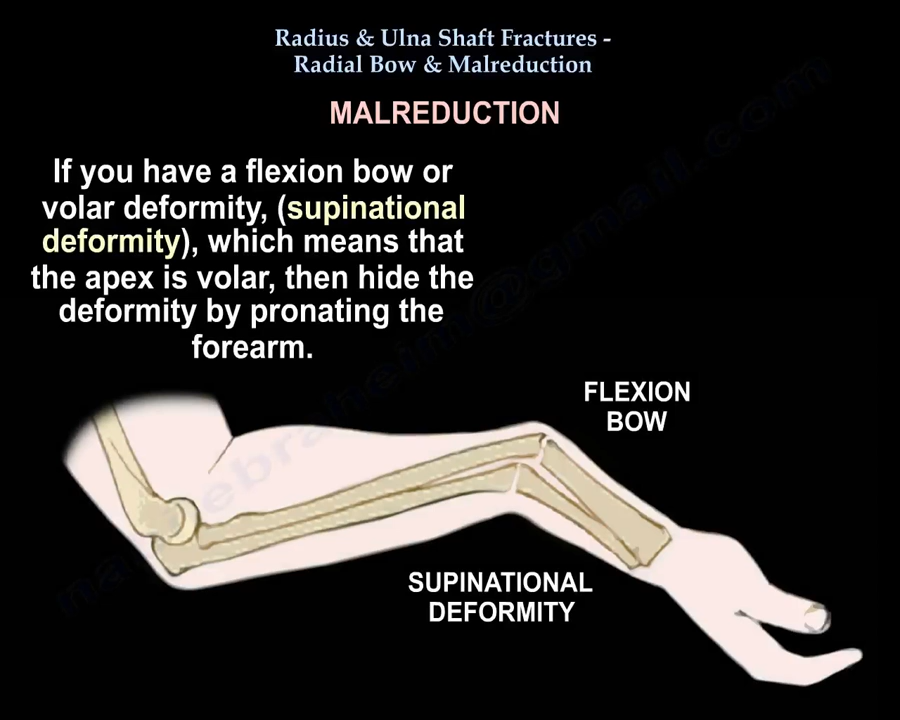 Radius & Ulna Shaft Fractures -
Radial Bow & Malreduction
MALREDUCTION
If you have a flexion bow or
volar deformity, (supinational
deformity), which means that
the apex is volar, then hide the
deformity by pronating the
forearm.
FLEXION
BOW
SUPINATIONAL
DEFORMITY